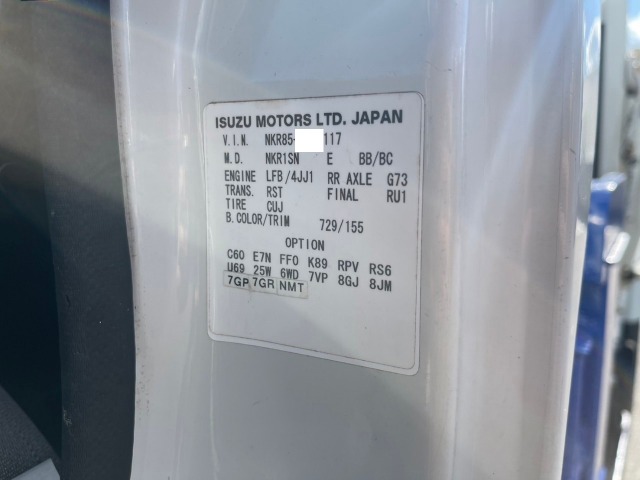 ISUZU MOTORS LTD. JAPAN
V.I.N. NKR85- 117
M.D. NKR1SN E BB/BC
ENGINE LFB/4JJ1 RR AXLE G73
TRANS. RST FINAL RU1
TIRE CUJ
B.COLOR/TRIM 729/155
OPTION
C60 E7N FF0 K89 RPV RS6
U69 25W 6WD 7VP 8GJ 8JM
7GP 7GR NMT